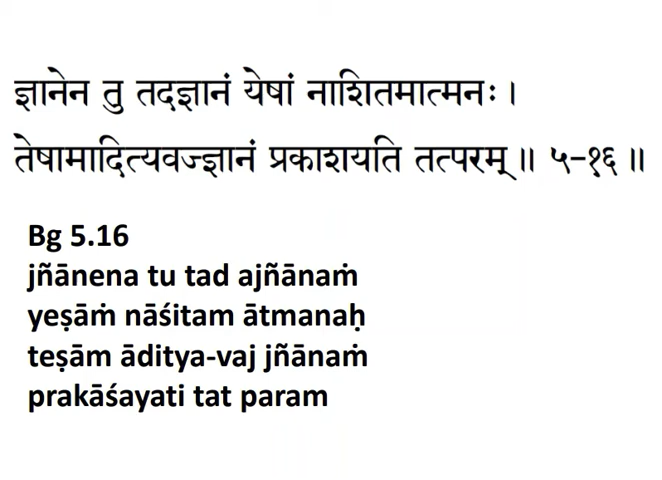 ज्ञानेन तु तदज्ञानं येषां नाशितमात्मनः ।
तेषामादित्यवज्ज्ञानं प्रकाशयति तत्परम् ॥ ५-१६ ॥
Bg 5.16
jñānena tu tad ajñānaṁ
yeṣāṁ nāśitam ātmanaḥ
teṣām āditya-vaj jñānaṁ
prakāśayati tat param